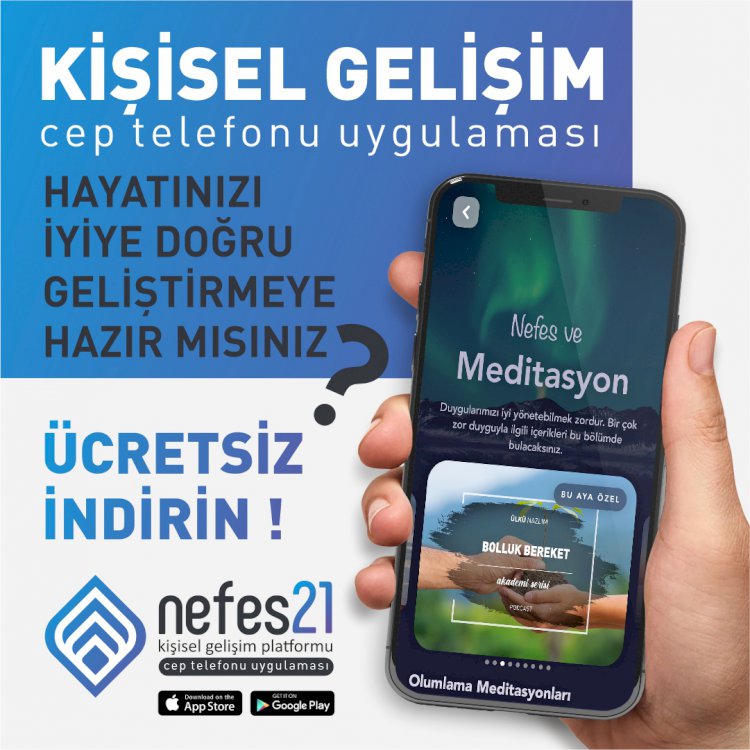 KİŞİSEL GELİŞİM
cep telefonu uygulaması
HAYATINIZI
İYİYE DOĞRU
GELİŞTİRMEYE
HAZIR MISINIZ
?
ÜCRETSİZ
İNDİRİN !
nefes21
kişisel gelişim platformu
cep telefonu uygulaması
Download on the
App Store
GET IT ON
Google Play
Nefes ve
Meditasyon
Duygularımızı iyi yönetebilmek zordur. Bir çok
zor duyguyla ilgili içerikleri bu bölümde
bulacaksınız.
BU AYA ÖZEL
ÜLKÜ NAZLIM
BOLLUK BEREKET
akademi serisi
PODCAST
Olumlama Meditasyonları